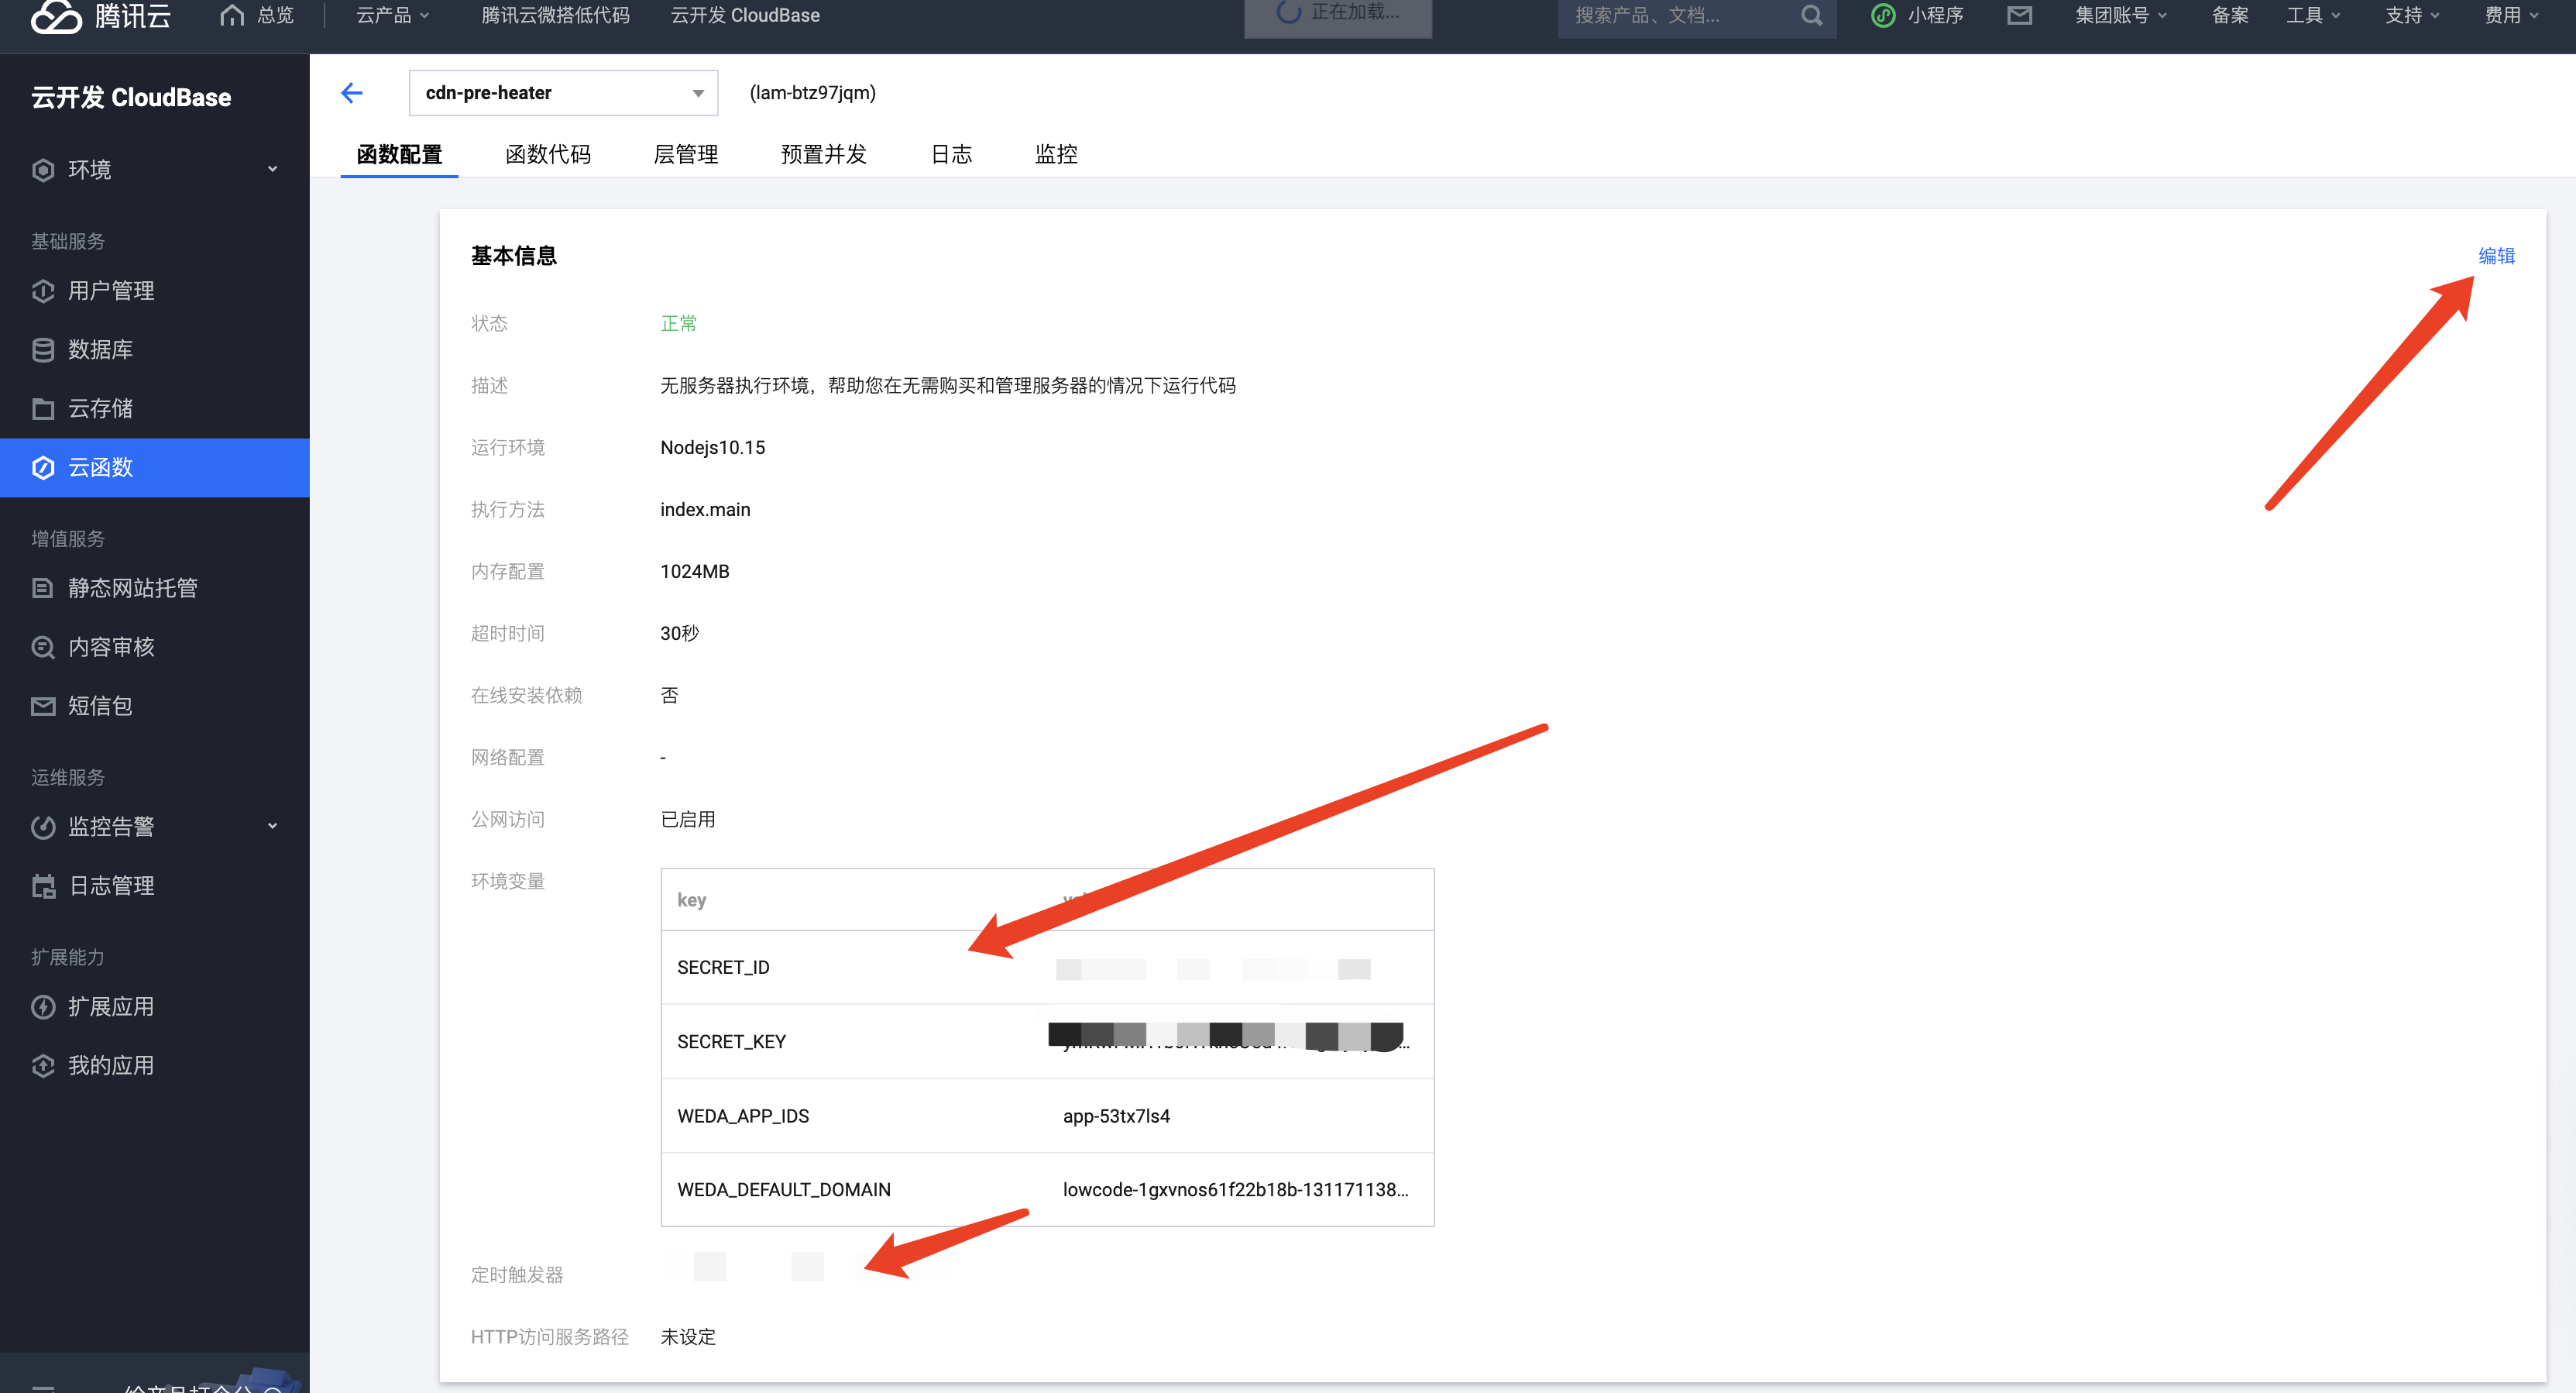 腾讯云 总览 云产品 腾讯云微搭低代码 云开发 CloudBase 正在加载... 搜索产品、文档... 小程序 集团账号 备案 工具 支持 费用
云开发 CloudBase
环境
基础服务
用户管理
数据库
云存储
云函数
增值服务
静态网站托管
内容审核
短信包
运维服务
监控告警
日志管理
扩展能力
扩展应用
我的应用
cdn-pre-heater (lam-btz97jqm)
函数配置 函数代码 层管理 预置并发 日志 监控
基本信息 编辑
状态 正常
描述 无服务器执行环境，帮助您在无需购买和管理服务器的情况下运行代码
运行环境 Nodejs10.15
执行方法 index.main
内存配置 1024MB
超时时间 30秒
在线安装依赖 否
网络配置 -
公网访问 已启用
环境变量
key
SECRET_ID
SECRET_KEY
WEDA_APP_IDS app-53tx7ls4
WEDA_DEFAULT_DOMAIN lowcode-1gxvnos61f22b18b-131171138...
定时触发器
HTTP访问服务路径 未设定